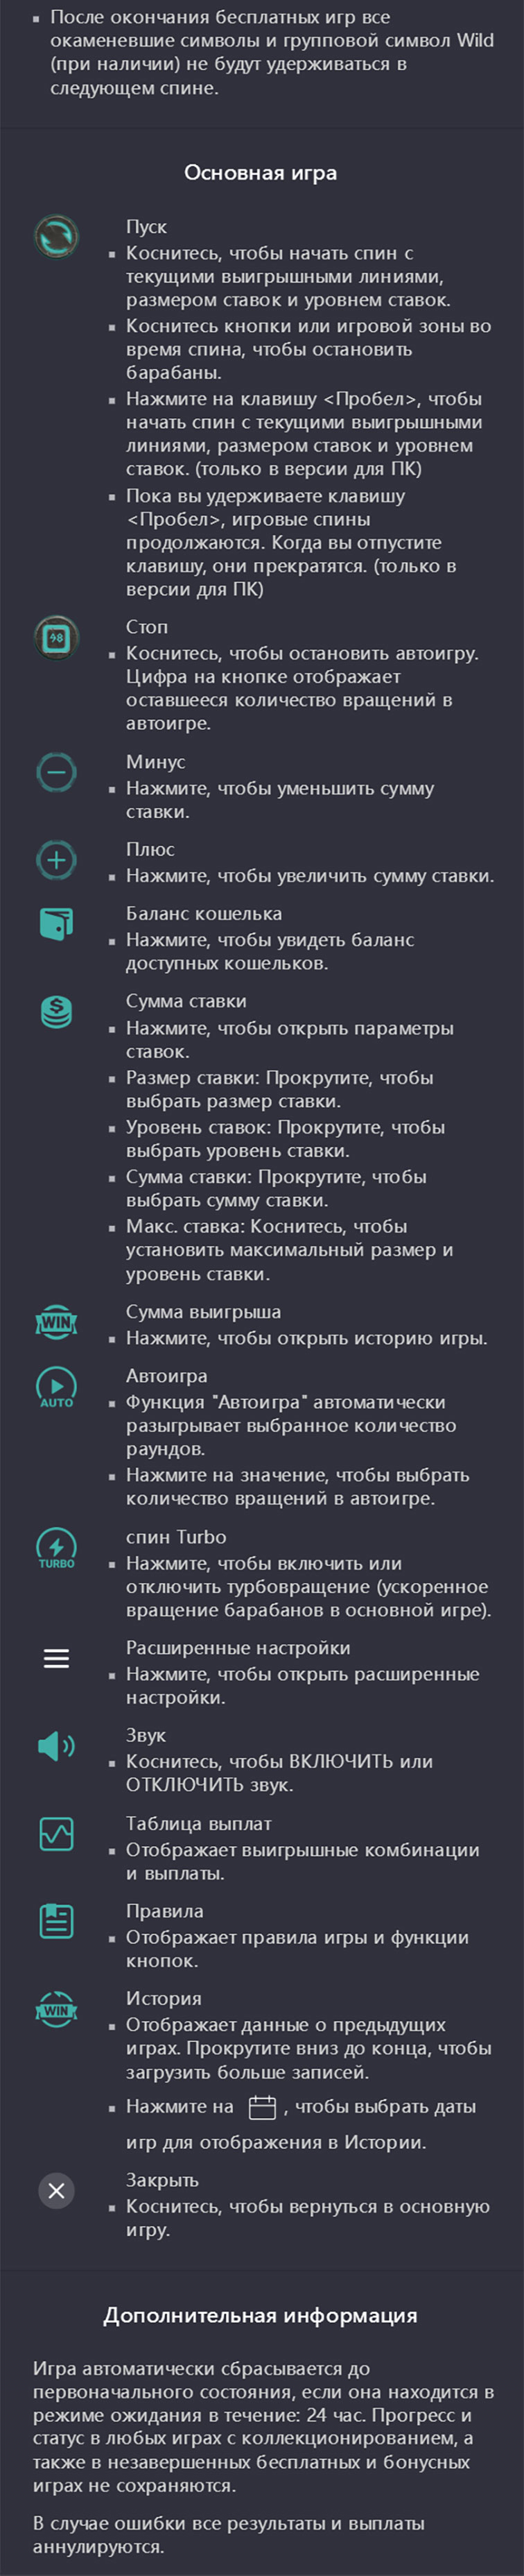 После окончания бесплатных игр все
окаменевшие символы и групповой символ Wild
(при наличии) не будут удерживаться в
следующем спине.
Основная игра
Пуск
Коснитесь, чтобы начать спин с
текущими выигрышными линиями,
размером ставок и уровнем ставок.
Коснитесь кнопки или игровой зоны во
время спина, чтобы остановить
барабаны.
Нажмите на клавишу <Пробел>, чтобы
начать спин с текущими выигрышными
линиями, размером ставок и уровнем
ставок. (только в версии для ПК)
Пока вы удерживаете клавишу
<Пробел>, игровые спины
продолжаются. Когда вы отпустите
клавишу, они прекратятся. (только в
версии для ПК)
98
Стоп
Коснитесь, чтобы остановить автоигру.
Цифра на кнопке отображает
оставшееся количество вращений в
автоигре.
Минус
Нажмите, чтобы уменьшить сумму
ставки.
Плюс
Нажмите, чтобы увеличить сумму ставки.
Баланс кошелька
Нажмите, чтобы увидеть баланс
доступных кошельков.
Сумма ставки
Нажмите, чтобы открыть параметры
ставок.
Размер ставки: Прокрутите, чтобы
выбрать размер ставки.
Уровень ставок: Прокрутите, чтобы
выбрать уровень ставки.
Сумма ставки: Прокрутите, чтобы
выбрать сумму ставки.
Макс. ставка: Коснитесь, чтобы
установить максимальный размер и
уровень ставки.
WIN
Сумма выигрыша
Нажмите, чтобы открыть историю игры.
AUTO
Автоигра
Функция "Автоигра" автоматически
разыгрывает выбранное количество
раундов.
Нажмите на значение, чтобы выбрать
количество вращений в автоигре.
TURBO
спин Turbo
Нажмите, чтобы включить или
отключить турбовращение (ускоренное
вращение барабанов в основной игре).
Расширенные настройки
Нажмите, чтобы открыть расширенные
настройки.
Звук
Коснитесь, чтобы ВКЛЮЧИТЬ или
ОТКЛЮЧИТЬ звук.
Таблица выплат
Отображает выигрышные комбинации
и выплаты.
Правила
Отображает правила игры и функции
кнопок.
WIN
История
Отображает данные о предыдущих
играх. Прокрутите вниз до конца, чтобы
загрузить больше записей.
Нажмите на , чтобы выбрать даты
игр для отображения в Истории.
Закрыть
Коснитесь, чтобы вернуться в основную
игру.
Дополнительная информация
Игра автоматически сбрасывается до
первоначального состояния, если она находится в
режиме ожидания в течение: 24 час. Прогресс и
статус в любых играх с коллекционированием, а
также в незавершенных бесплатных и бонусных
играх не сохраняются.
В случае ошибки все результаты и выплаты
аннулируются.